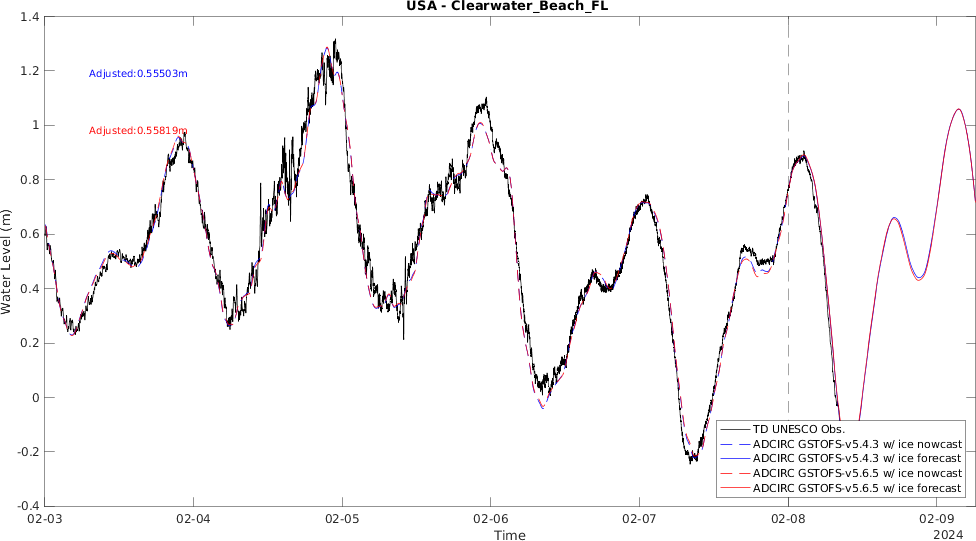 USA - Clearwater_Beach_FL
1.4
1.2
1
0.8
0.6
0.4
0.2
0
-0.2
-0.4
Water Level (m)
Adjusted:0.55503m
Adjusted:0.55819m
TD UNESCO Obs.
ADCIRC GSTOFS-v5.4.3 w/ ice nowcast
ADCIRC GSTOFS-v5.4.3 w/ ice forecast
ADCIRC GSTOFS-v5.6.5 w/ ice nowcast
ADCIRC GSTOFS-v5.6.5 w/ ice forecast
02-03 02-04 02-05 02-06 02-07 02-08 02-09
Time
2024